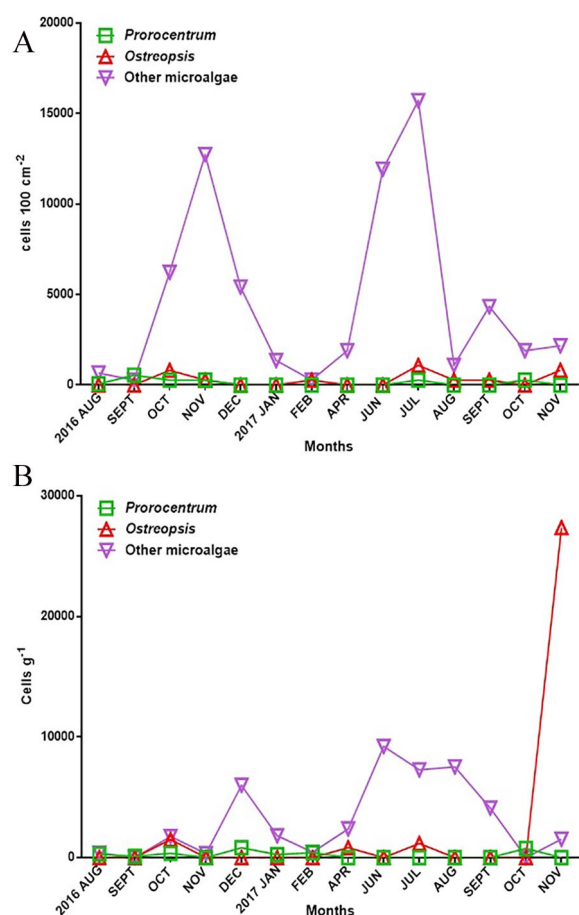 A
Prorocentrum
Ostreopsis
Other microalgae
cells 100 cm-2
20000
15000
10000
5000
0
2016 AUG
SEPT
OCT
NOV
DEC
2017 JAN
FEB
APR
JUN
JUL
AUG
SEPT
OCT
NOV
Months
B
Prorocentrum
Ostreopsis
Other microalgae
Cells g-1
30000
20000
10000
0
2016 AUG
SEPT
OCT
NOV
DEC
2017 JAN
FEB
APR
JUN
JUL
AUG
SEPT
OCT
NOV
Months